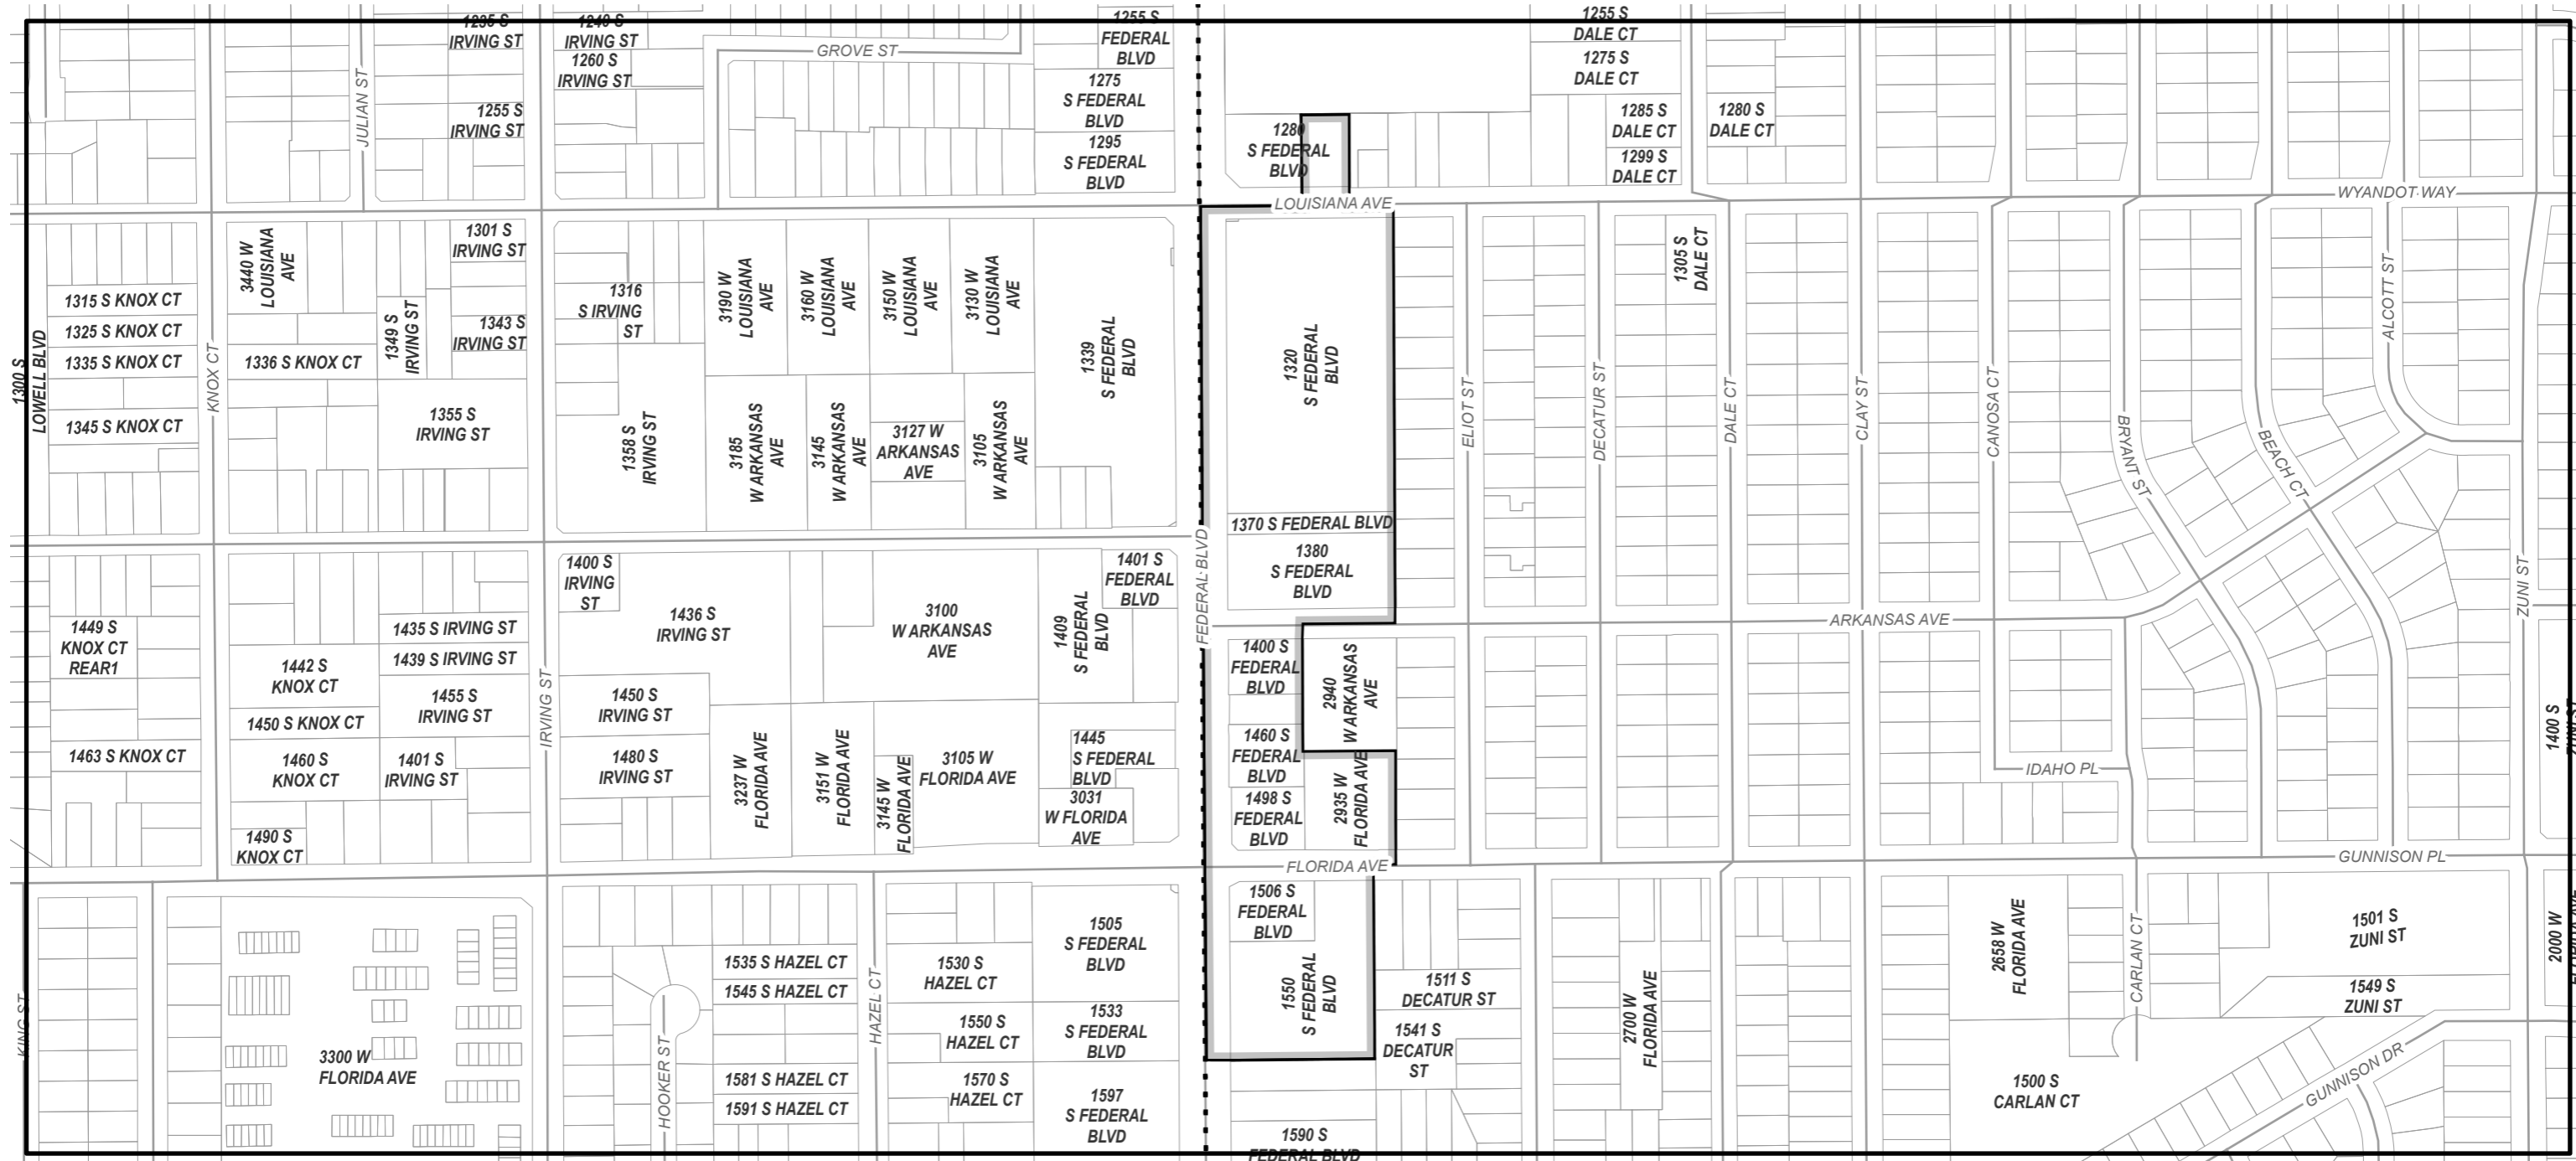 1235 S
IRVING ST
1240 S
IRVING ST
1260 S
IRVING ST
GROVE ST
1255 S
FEDERAL
BLVD
1275
S FEDERAL
BLVD
1295
S FEDERAL
BLVD
JULIAN ST
1255 S
IRVING ST
1255 S
DALE CT
1275 S
DALE CT
1280
S FEDERAL
BLVD
1285 S
DALE CT
1299 S
DALE CT
1280 S
DALE CT
LOUISIANA AVE
WYANDOT WAY
1300 S
LOWELL BLVD
1315 S KNOX CT
1325 S KNOX CT
1335 S KNOX CT
1345 S KNOX CT
KNOX CT
3440 W
LOUISIANA
AVE
1336 S KNOX CT
1349 S
IRVING ST
1301 S
IRVING ST
1343 S
IRVING ST
1355 S
IRVING ST
1316
S IRVING
ST
1358 S
IRVING ST
3190 W
LOUISIANA
AVE
3160 W
LOUISIANA
AVE
3150 W
LOUISIANA
AVE
3130 W
LOUISIANA
AVE
3185
W ARKANSAS
AVE
3145
W ARKANSAS
AVE
3127 W
ARKANSAS
AVE
3105
W ARKANSAS
AVE
1339
S FEDERAL
BLVD
FEDERAL BLVD
1320
S FEDERAL
BLVD
1370 S FEDERAL BLVD
1380
S FEDERAL
BLVD
ELIOT ST
DECATUR ST
1305 S
DALE CT
DALE CT
CLAY ST
CANOSA CT
BRYANT ST
BEACH CT
ALCOTT ST
ZUNI ST
ARKANSAS AVE
1449 S
KNOX CT
REAR1
1463 S KNOX CT
1442 S
KNOX CT
1450 S KNOX CT
1460 S
KNOX CT
1490 S
KNOX CT
1435 S IRVING ST
1439 S IRVING ST
1455 S
IRVING ST
1401 S
IRVING ST
IRVING ST
1400 S
IRVING
ST
1436 S
IRVING ST
1450 S
IRVING ST
1480 S
IRVING ST
3100
W ARKANSAS
AVE
1409
S FEDERAL
BLVD
1401 S
FEDERAL
BLVD
3237 W
FLORIDA AVE
3151 W
FLORIDA AVE
3145 W
FLORIDA AVE
3105 W
FLORIDA AVE
1445
S FEDERAL
BLVD
3031
W FLORIDA
AVE
1400 S
FEDERAL
BLVD
2940
W ARKANSAS
AVE
1460 S
FEDERAL
BLVD
1498 S
FEDERAL
BLVD
2935 W
FLORIDA AVE
IDAHO PL
1400 S
ZUNI ST
FLORIDA AVE
GUNNISON PL
KING ST
3300 W
FLORIDA AVE
HOOKER ST
1535 S HAZEL CT
1545 S HAZEL CT
1581 S HAZEL CT
1591 S HAZEL CT
HAZEL CT
1530 S
HAZEL CT
1550 S
HAZEL CT
1570 S
HAZEL CT
1505
S FEDERAL
BLVD
1533
S FEDERAL
BLVD
1597
S FEDERAL
BLVD
1506 S
FEDERAL
BLVD
1550
S FEDERAL
BLVD
1590 S
FEDERAL BLVD
1511 S
DECATUR ST
1541 S
DECATUR
ST
2700 W
FLORIDA AVE
2658 W
FLORIDA AVE
CARLAN CT
1501 S
ZUNI ST
1549 S
ZUNI ST
1500 S
CARLAN CT
GUNNISON DR
2000 W
FLORIDA AVE